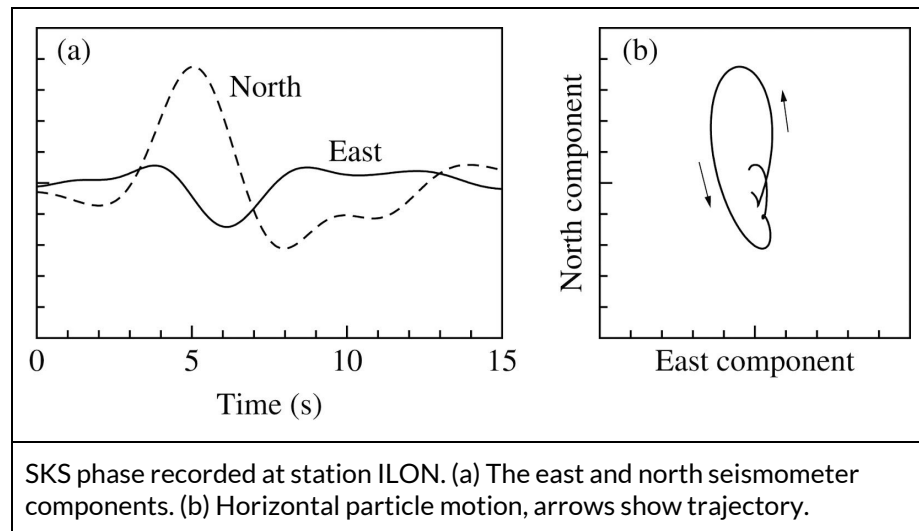 (a)
North
East
0 5 10 15
Time (s)
(b)
North component
East component
SKS phase recorded at station ILON. (a) The east and north seismometer
components. (b) Horizontal particle motion, arrows show trajectory.